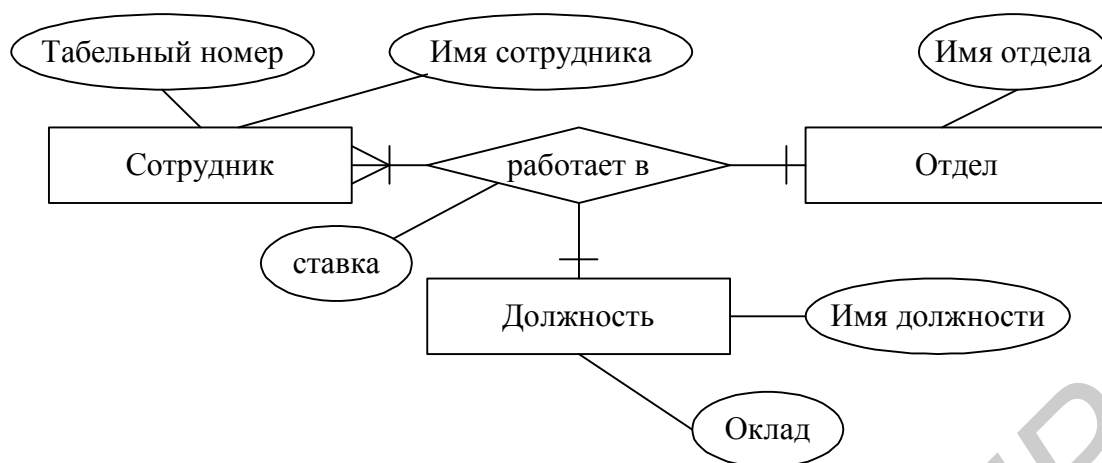 Табельный номер
Имя сотрудника
Имя отдела
Сотрудник
работает в
Отдел
ставка
Должность
Имя должности
Оклад